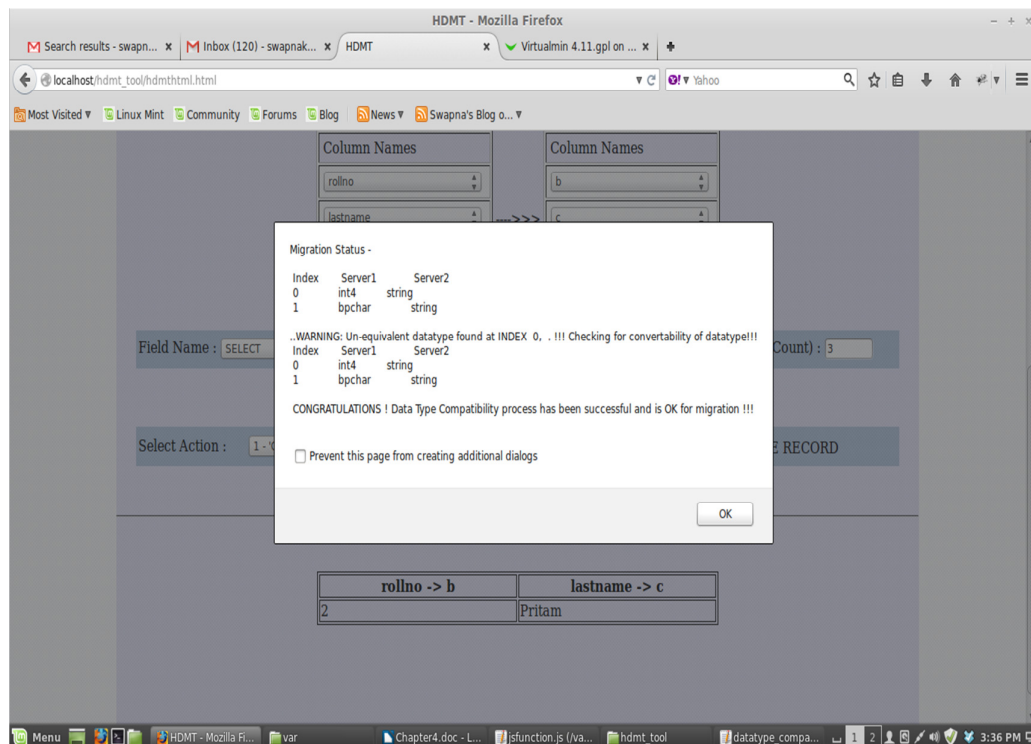 HDMT - Mozilla Firefox
Search results - swapn... x
Inbox (120) - swapnak... x
HDMT x
Virtualmin 4.11.gpl on ... x
localhost/hdmt_tool/hdmthtml.html
Yahoo
Most Visited
Linux Mint
Community
Forums
Blog
News
Swapna's Blog o...
Column Names
Column Names
rollno
b
lastname
---->>>
c
Migration Status -
Index Server1 Server2
0 int4 string
1 bpchar string
..WARNING: Un-equivalent datatype found at INDEX 0, . !!! Checking for convertability of datatype!!!
Index Server1 Server2
0 int4 string
1 bpchar string
CONGRATULATIONS ! Data Type Compatibility process has been successful and is OK for migration !!!
Prevent this page from creating additional dialogs
OK
Field Name : SELECT
Count) : 3
Select Action : 1 - 'C
E RECORD
rollno -> b
lastname -> c
2
Pritam
Menu
HDMT - Mozilla Fi...
var
Chapter4.doc - L...
jsfunction.js (/va...
hdmt_tool
datatype_compa...
1 2
3:36 PM